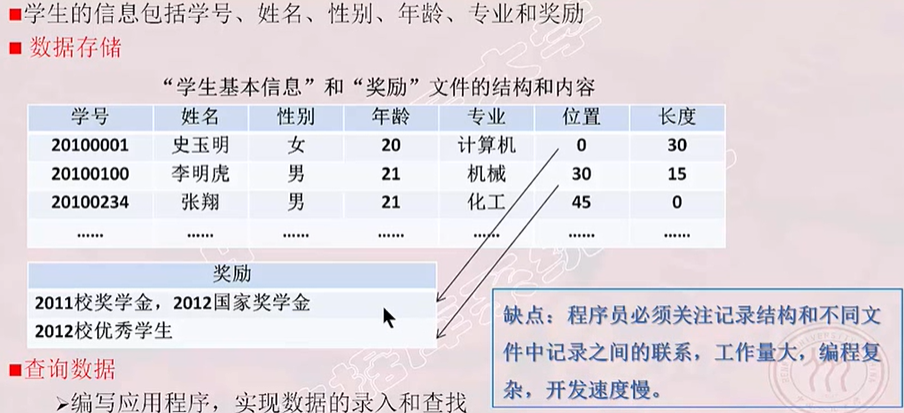 ■学生的信息包括学号、姓名、性别、年龄、专业和奖励
■ 数据存储
“学生基本信息”和“奖励”文件的结构和内容
学号 姓名 性别 年龄 专业 位置 长度
20100001 史玉明 女 20 计算机 0 30
20100100 李明虎 男 21 机械 30 15
20100234 张翔 男 21 化工 45 0
...... ...... ...... ...... ...... ...... ......
奖励
2011校奖学金，2012国家奖学金
2012校优秀学生
缺点：程序员必须关注记录结构和不同文
件中记录之间的联系，工作量大，编程复
杂，开发速度慢。
■查询数据
➢编写应用程序，实现数据的录入和查找